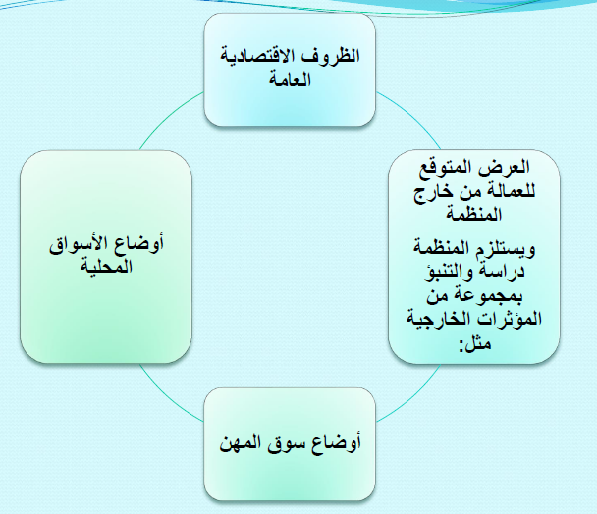 الظروف الاقتصادية
العامة
العرض المتوقع
للعمالة من خارج
المنظمة
ويستلزم المنظمة
دراسة والتنبؤ
بمجموعة من
المؤثرات الخارجية
مثل:
أوضاع سوق المهن
أوضاع الأسواق
المحلية